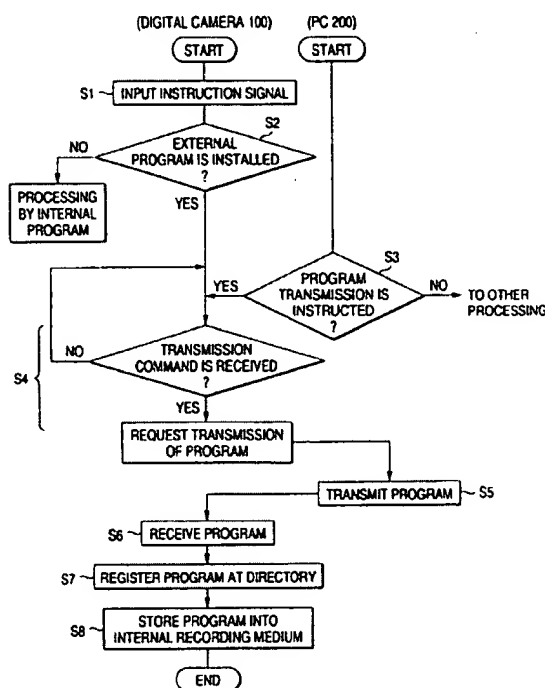 (DIGITAL CAMERA 100) (PC 200)
START START
S1 INPUT INSTRUCTION SIGNAL
S2
EXTERNAL
PROGRAM IS INSTALLED
?
NO
YES
PROCESSING
BY INTERNAL
PROGRAM
S3
PROGRAM
TRANSMISSION IS
INSTRUCTED
?
YES
NO
TO OTHER
PROCESSING
S4
TRANSMISSION
COMMAND IS RECEIVED
?
NO
YES
REQUEST TRANSMISSION
OF PROGRAM
TRANSMIT PROGRAM S5
S6 RECEIVE PROGRAM
S7 REGISTER PROGRAM AT DIRECTORY
S8 STORE PROGRAM INTO
INTERNAL RECORDING MEDIUM
END